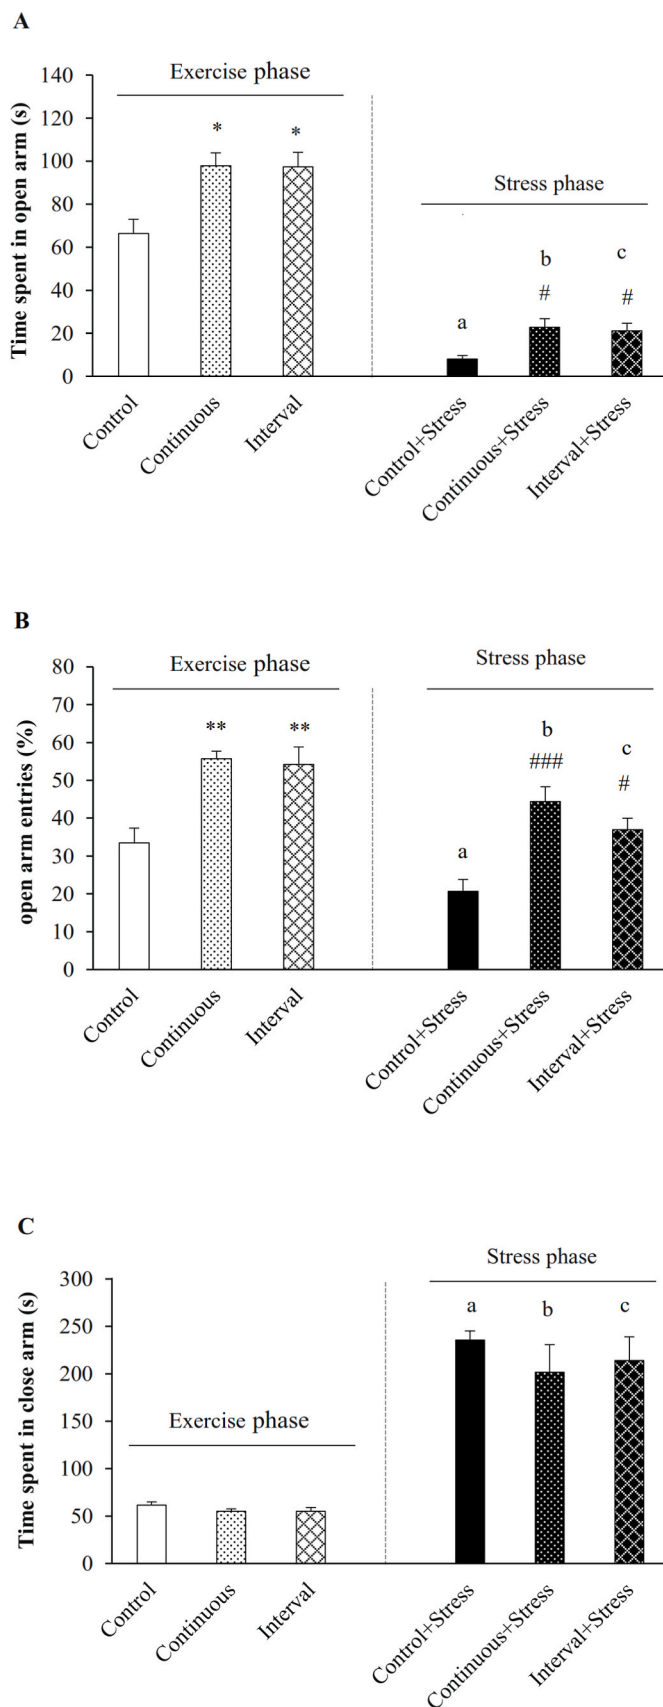 A
Exercise phase
Time spent in open arm (s)
140
120
100
80
60
40
20
0
*
*
Stress phase
a
b
#
c
#
Control
Continuous
Interval
Control+Stress
Continuous+Stress
Interval+Stress
B
Exercise phase
Stress phase
open arm entries (%)
80
70
60
50
40
30
20
10
0
**
**
a
b
###
c
#
Control
Continuous
Interval
Control+Stress
Continuous+Stress
Interval+Stress
C
Stress phase
Time spent in close arm (s)
300
250
200
150
100
50
0
Exercise phase
a
b
c
Control
Continuous
Interval
Control+Stress
Continuous+Stress
Interval+Stress